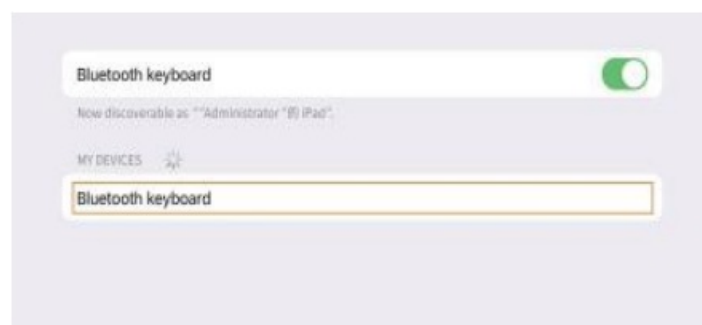 Bluetooth keyboard
Now discoverable as ""Administrator "的 iPad".
MY DEVICES
Bluetooth keyboard